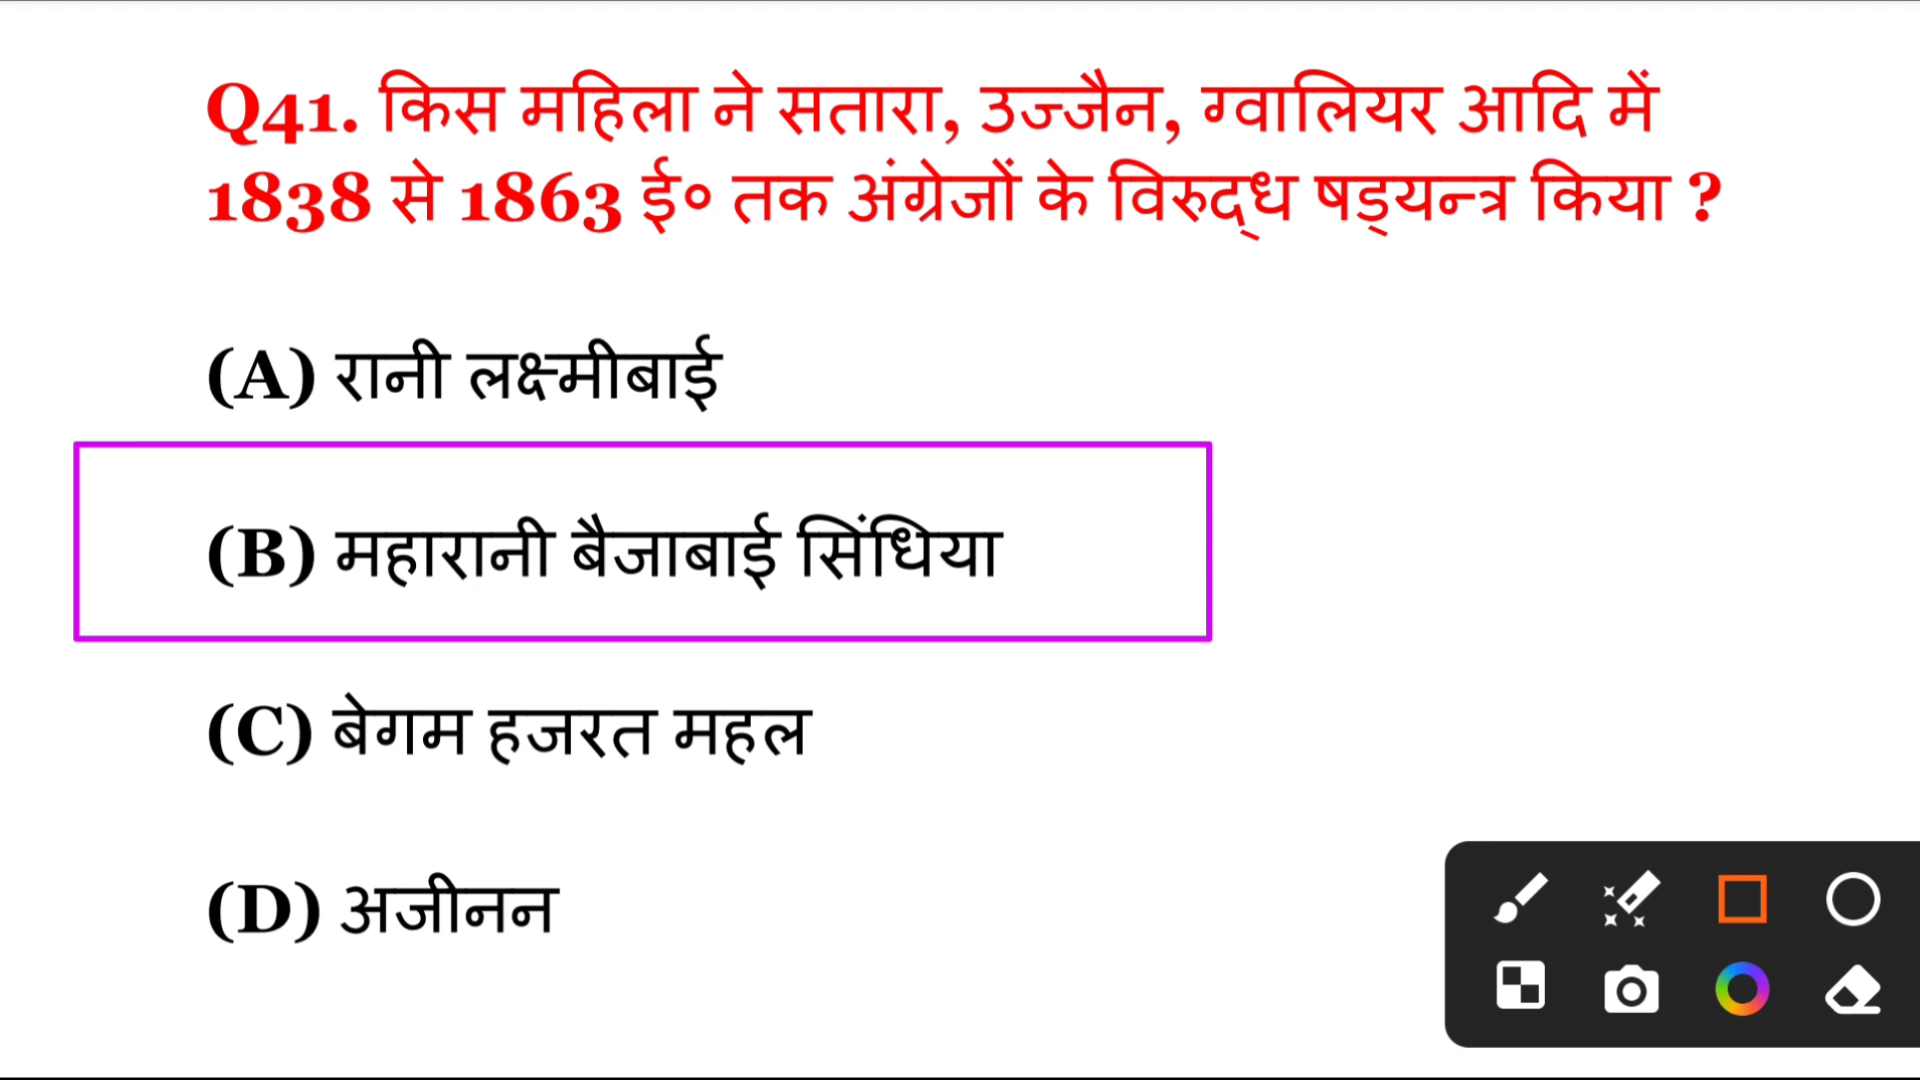 Q41. किस महिला ने सतारा, उज्जैन, ग्वालियर आदि में
1838 से 1863 ई० तक अंग्रेजों के विरुद्ध षड्यन्त्र किया ?
(A) रानी लक्ष्मीबाई
(B) महारानी बैजाबाई सिंधिया
(C) बेगम हजरत महल
(D) अजीनन